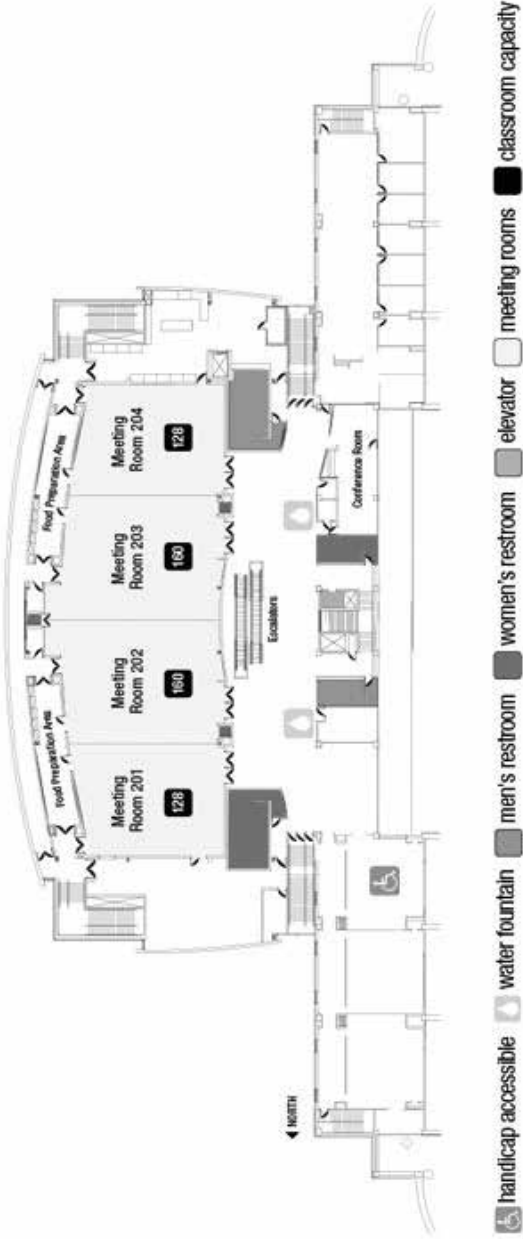 Food Preparation Area
Food Preparation Area
Meeting
Room 201
128
Meeting
Room 202
160
Meeting
Room 203
160
Meeting
Room 204
128
Escalators
Conference Room
NORTH
handicap accessible water fountain men's restroom women's restroom elevator meeting rooms classroom capacity